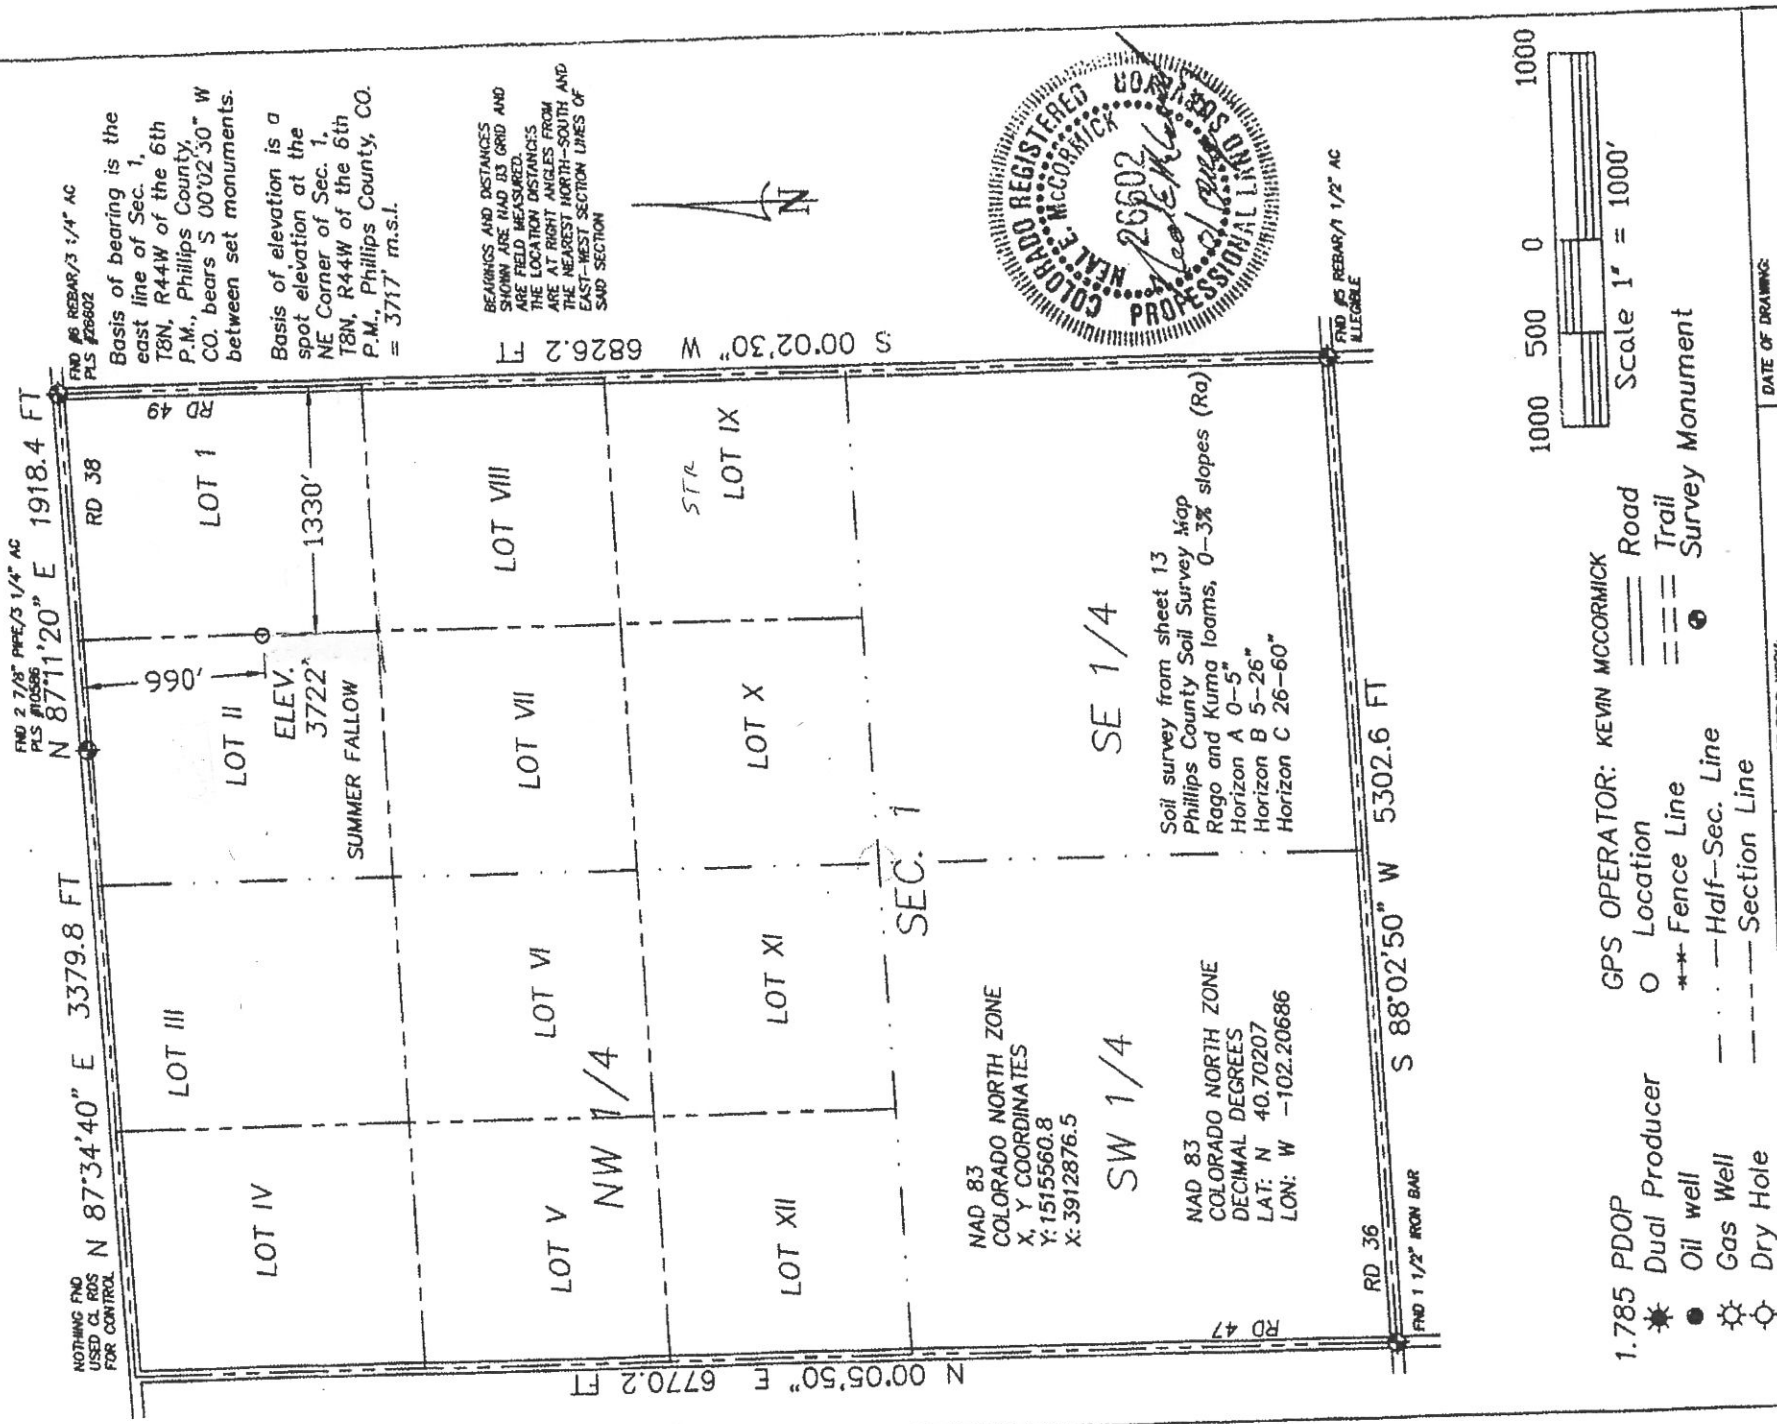 FND 2 7/8" PIPE/3 1/4" AC
PLS #10586
N 87°11'20" E 1918.4 FT
FND #6 REBAR/3 1/4" AC
PLS #26602
NOTHING FND
USED CL RDS
FOR CONTROL
N 87°34'40" E 3379.8 FT
RD 38
RD 49
Basis of bearing is the
east line of Sec. 1,
T8N, R44W of the 6th
P.M., Phillips County,
CO. bears S 00°02'30" W
between set monuments.
Basis of elevation is a
spot elevation at the
NE Corner of Sec. 1,
T8N, R44W of the 6th
P.M., Phillips County, CO.
= 3717' m.s.l.
BEARINGS AND DISTANCES
SHOWN ARE NAD 83 GRID AND
ARE FIELD MEASURED.
THE LOCATION DISTANCES
ARE AT RIGHT ANGLES FROM
THE NEAREST NORTH-SOUTH AND
EAST-WEST SECTION LINES OF
SAID SECTION
N
LOT IV
LOT III
LOT II
LOT 1
990'
1330'
ELEV.
3722'
SUMMER FALLOW
LOT V
LOT VI
LOT VII
LOT VIII
NW 1/4
STR
LOT XII
LOT XI
LOT X
LOT IX
S 00°02'30" W 6826.2 FT
N 00°05'50" E 6770.2 FT
SEC. 1
NAD 83
COLORADO NORTH ZONE
X, Y COORDINATES
Y: 1515560.8
X: 3912876.5
SW 1/4
SE 1/4
NAD 83
COLORADO NORTH ZONE
DECIMAL DEGREES
LAT: N 40.70207
LON: W -102.20686
Soil survey from sheet 13
Phillips County Soil Survey Map
Rago and Kuma loams, 0-3% slopes (Ra)
Horizon A 0-5"
Horizon B 5-26"
Horizon C 26-60"
COLORADO REGISTERED
NEAL E. MCCORMICK
26602
PROFESSIONAL LAND SURVEYOR
RD 47
RD 36
FND 1 1/2" IRON BAR
S 88°02'50" W 5302.6 FT
FND #5 REBAR/1 1/2" AC
ILLEGIBLE
1.785 PDOP
GPS OPERATOR: KEVIN MCCORMICK
Dual Producer
Oil well
Gas Well
Dry Hole
Location
Fence Line
Half-Sec. Line
Section Line
Road
Trail
Survey Monument
1000 500 0 1000
Scale 1" = 1000'
DATE OF DRAWING: